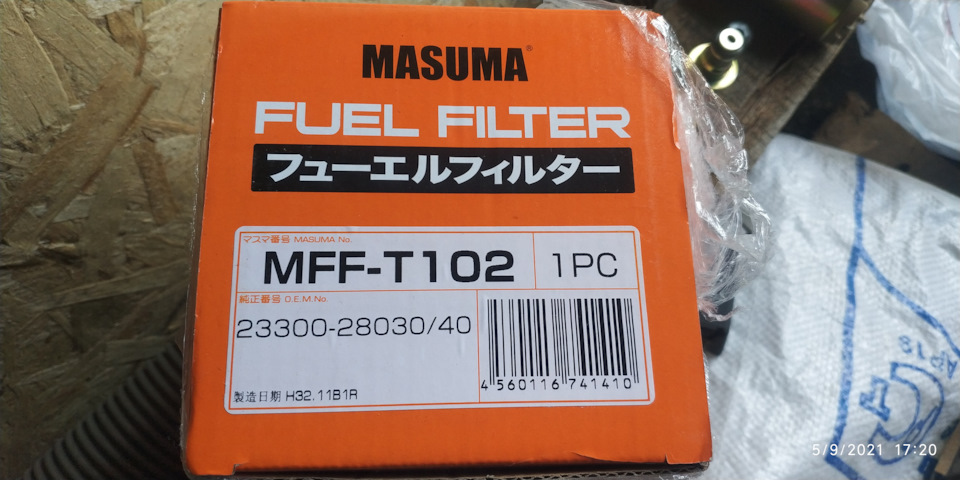 MASUMA®
FUEL FILTER
フューエルフィルター
マスマ番号 MASUMA No.
MFF-T102
1PC
純正番号 O.E.M.No.
23300-28030/40
4 560116 741410
製造日期 H32.11B1R
AP18
5/9/2021 17:20